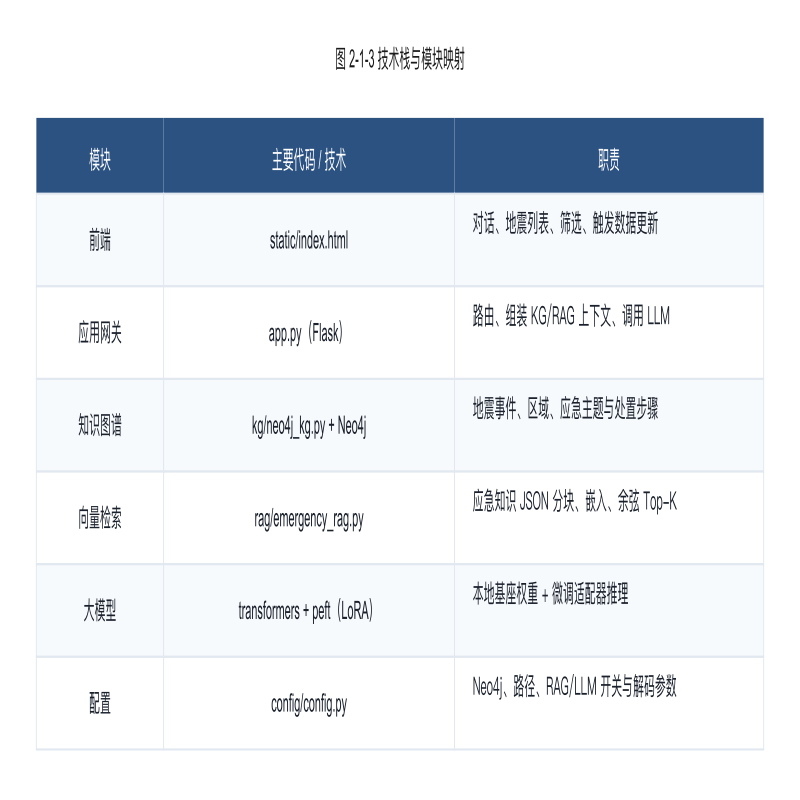 图 2-1-3 技术栈与模块映射
模块 主要代码 / 技术 职责
前端 static/index.html 对话、地震列表、筛选、触发数据更新
应用网关 app.py（Flask） 路由、组装 KG/RAG 上下文、调用 LLM
知识图谱 kg/neo4j_kg.py + Neo4j 地震事件、区域、应急主题与处置步骤
向量检索 rag/emergency_rag.py 应急知识 JSON 分块、嵌入、余弦 Top-K
大模型 transformers + peft（LoRA） 本地基座权重 + 微调适配器推理
配置 config/config.py Neo4j、路径、RAG/LLM 开关与解码参数